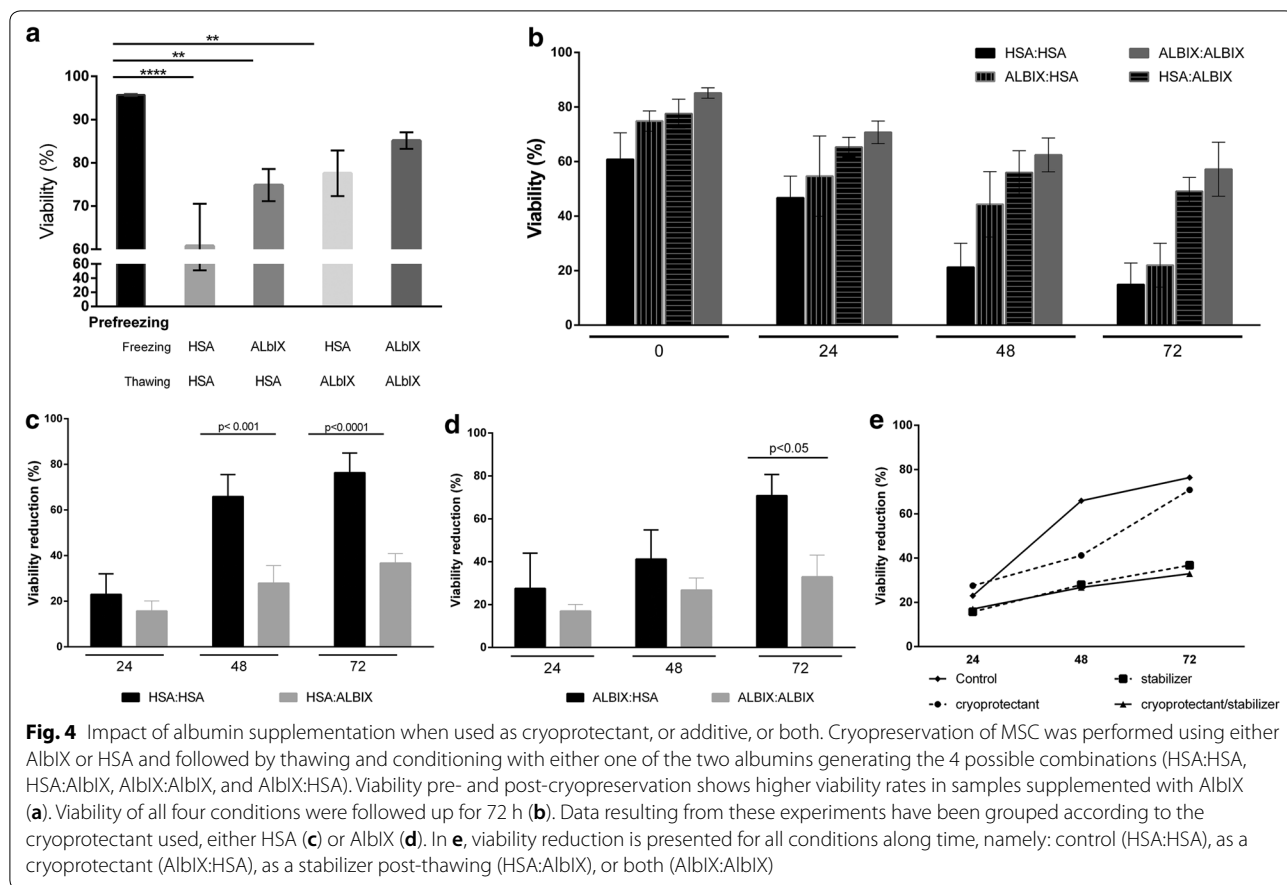 a
**
**
****
Viability (%)
100
90
80
70
60
60
40
20
0
Prefreezing
Freezing HSA ALbIX HSA ALbIX
Thawing HSA HSA ALbIX ALbIX
b
HSA:HSA ALBIX:ALBIX
ALBIX:HSA HSA:ALBIX
Viability (%)
100
80
60
40
20
0
0 24 48 72
c
Viability reduction (%)
100
80
60
40
20
0
p< 0.001 p<0.0001
24 48 72
HSA:HSA HSA:ALBIX
d
Viability reduction (%)
100
80
60
40
20
0
p<0.05
24 48 72
ALBIX:HSA ALBIX:ALBIX
e
Viability reduction (%)
100
80
60
40
20
0
24 48 72
Control stabilizer
cryoprotectant cryoprotectant/stabilizer
Fig. 4 Impact of albumin supplementation when used as cryoprotectant, or additive, or both. Cryopreservation of MSC was performed using either
AlbIX or HSA and followed by thawing and conditioning with either one of the two albumins generating the 4 possible combinations (HSA:HSA,
HSA:AlbIX, AlbIX:AlbIX, and AlbIX:HSA). Viability pre- and post-cryopreservation shows higher viability rates in samples supplemented with AlbIX
(a). Viability of all four conditions were followed up for 72 h (b). Data resulting from these experiments have been grouped according to the
cryoprotectant used, either HSA (c) or AlbIX (d). In e, viability reduction is presented for all conditions along time, namely: control (HSA:HSA), as a
cryoprotectant (AlbIX:HSA), as a stabilizer post-thawing (HSA:AlbIX), or both (AlbIX:AlbIX)